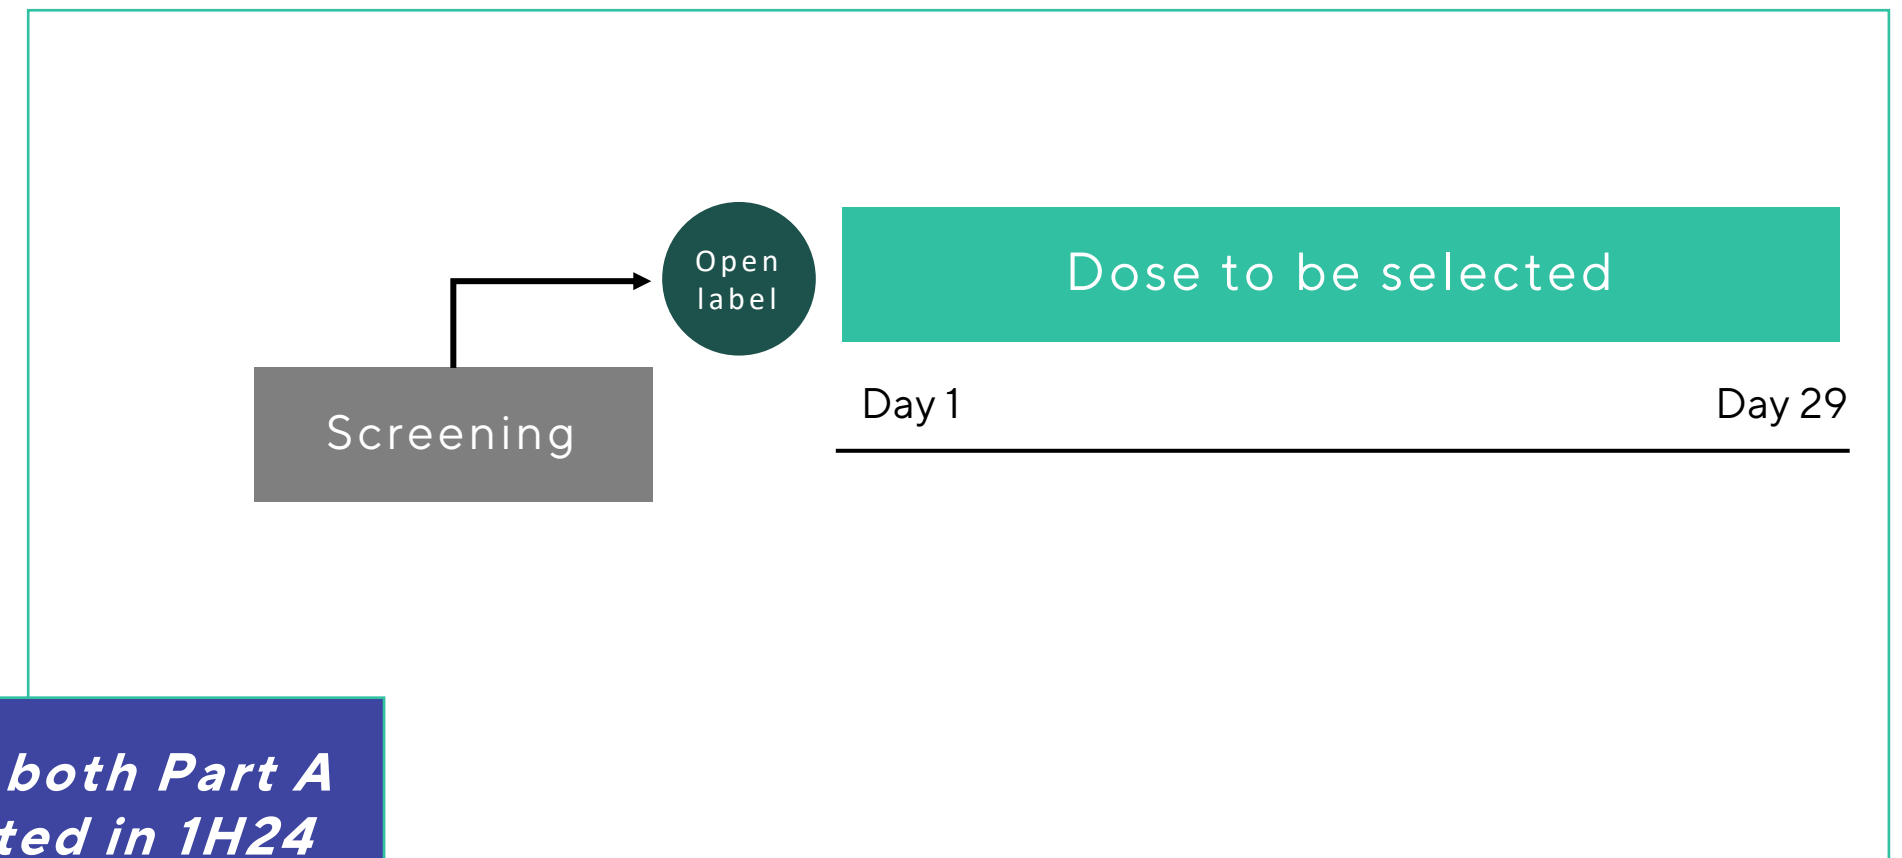 Open
label
Dose to be selected
Screening
Day 1
Day 29
both Part A
ted in 1H24